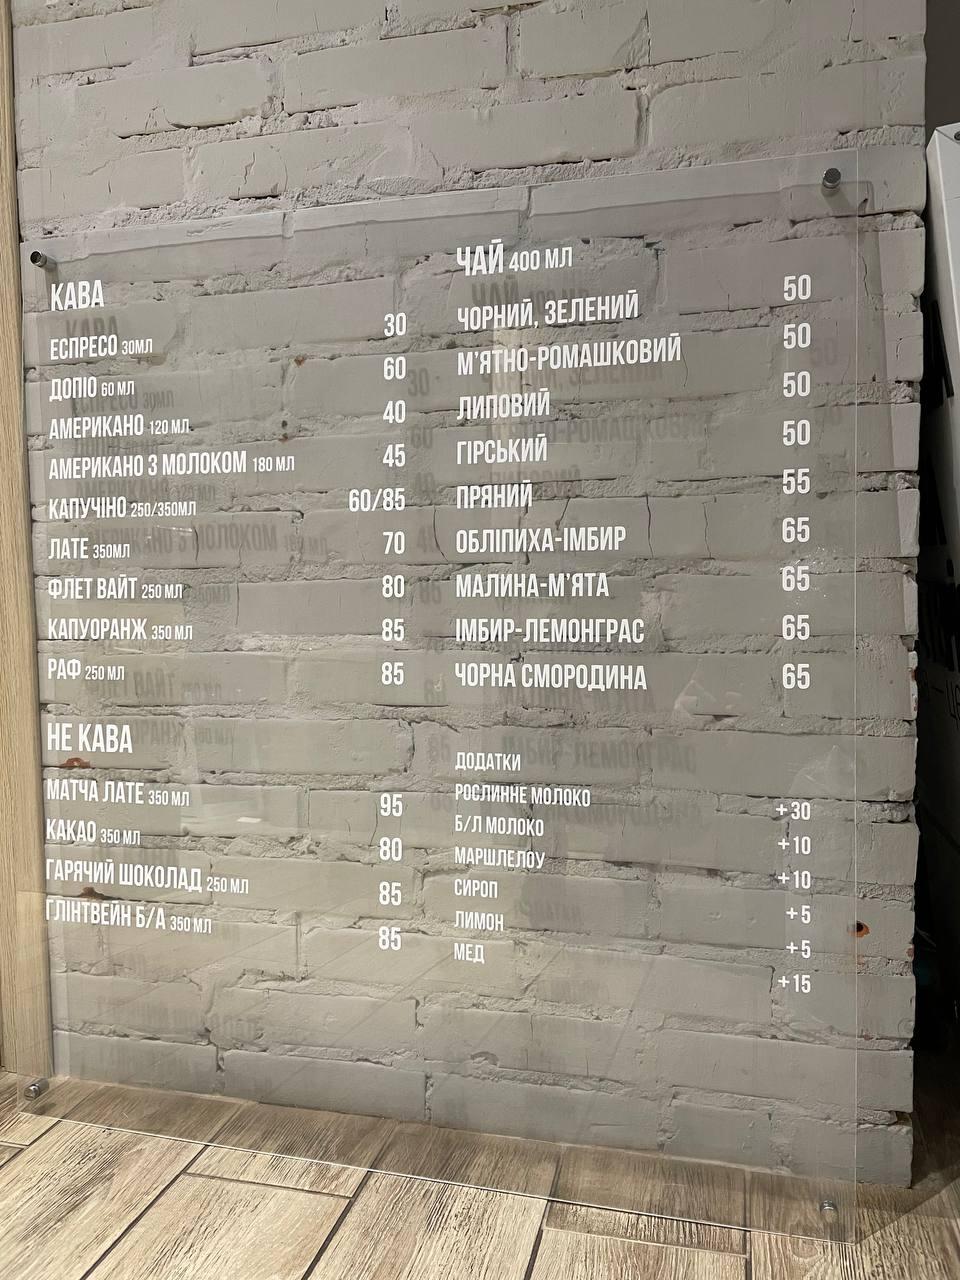 КАВА
ЕСПРЕСО 30МЛ 30
ДОПІО 60 МЛ 60
АМЕРИКАНО 120 МЛ 40
АМЕРИКАНО З МОЛОКОМ 180 МЛ 45
КАПУЧІНО 250/350МЛ 60/85
ЛАТЕ 350МЛ 70
ФЛЕТ ВАЙТ 250 МЛ 80
КАПУОРАНЖ 350 МЛ 85
РАФ 250 МЛ 85
НЕ КАВА
МАТЧА ЛАТЕ 350 МЛ 95
КАКАО 350 МЛ 80
ГАРЯЧИЙ ШОКОЛАД 250 МЛ 85
ГЛІНТВЕЙН Б/А 350 МЛ 85
ЧАЙ 400 МЛ
ЧОРНИЙ, ЗЕЛЕНИЙ 50
М'ЯТНО-РОМАШКОВИЙ 50
ЛИПОВИЙ 50
ГІРСЬКИЙ 50
ПРЯНИЙ 55
ОБЛІПИХА-ІМБИР 65
МАЛИНА-М'ЯТА 65
ІМБИР-ЛЕМОНГРАС 65
ЧОРНА СМОРОДИНА 65
ДОДАТКИ
РОСЛИННЕ МОЛОКО +30
Б/Л МОЛОКО +10
МАРШЛЕЛОУ +10
СИРОП +5
ЛИМОН +5
МЕД +15